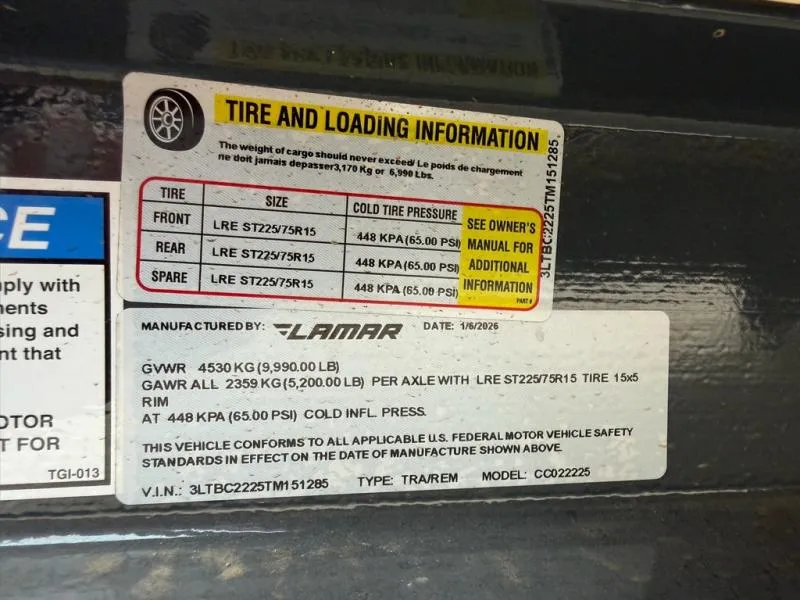 TIRE AND LOADING INFORMATION
The weight of cargo should never exceed/ Le poids de chargement
ne doit jamais depasser3,170 Kg or 6,990 Lbs.
TIRE SIZE COLD TIRE PRESSURE
FRONT LRE ST225/75R15 448 KPA (65.00 PSI)
REAR LRE ST225/75R15 448 KPA (65.00 PSI)
SPARE LRE ST225/75R15 448 KPA (65.00 PSI)
SEE OWNER'S
MANUAL FOR
ADDITIONAL
INFORMATION
PART #
3LTBC2225TM151285
MANUFACTURED BY: LAMAR DATE: 1/6/2026
GVWR 4530 KG (9,990.00 LB)
GAWR ALL 2359 KG (5,200.00 LB) PER AXLE WITH LRE ST225/75R15 TIRE 15x5
RIM
AT 448 KPA (65.00 PSI) COLD INFL. PRESS.
THIS VEHICLE CONFORMS TO ALL APPLICABLE U.S. FEDERAL MOTOR VEHICLE SAFETY
STANDARDS IN EFFECT ON THE DATE OF MANUFACTURE SHOWN ABOVE.
V.I.N.: 3LTBC2225TM151285 TYPE: TRA/REM MODEL: CC022225
CE
ply with
ments
sing and
nt that
OTOR
T FOR
TGI-013